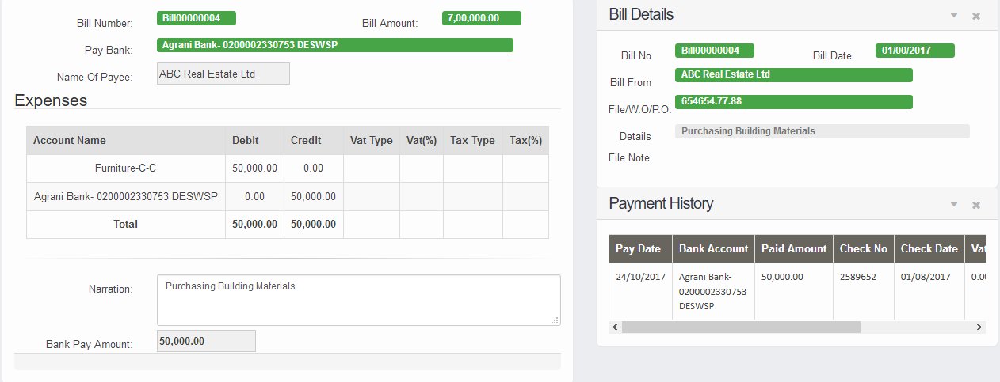 Bill Number: Bill00000004 Bill Amount: 7,00,000.00
Pay Bank: Agrani Bank- 0200002330753 DESWSP
Name Of Payee: ABC Real Estate Ltd
Expenses
Account Name Debit Credit Vat Type Vat(%) Tax Type Tax(%)
Furniture-C-C 50,000.00 0.00
Agrani Bank- 0200002330753 DESWSP 0.00 50,000.00
Total 50,000.00 50,000.00
Narration: Purchasing Building Materials
Bank Pay Amount: 50,000.00
Bill Details
Bill No Bill00000004 Bill Date 01/00/2017
Bill From ABC Real Estate Ltd
File/W.O/P.O: 654654.77.88
Details Purchasing Building Materials
File Note
Payment History
Pay Date Bank Account Paid Amount Check No Check Date Vat
24/10/2017 Agrani Bank- 50,000.00 2589652 01/08/2017 0.00
0200002330753
DESWSP